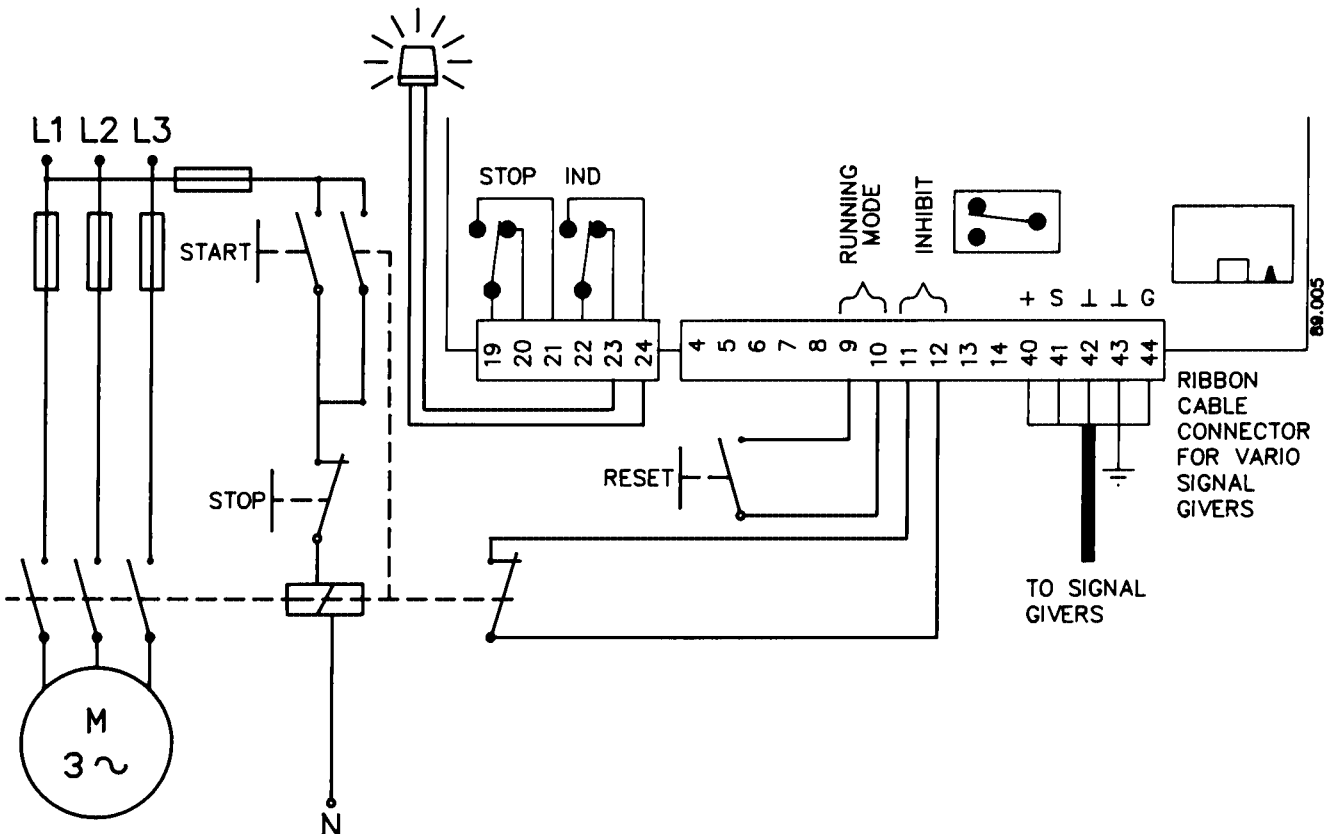 L1 L2 L3
STOP IND
RUNNING
MODE
INHIBIT
START
+ S ⊥ ⊥ G
19 20 21 22 23 24
4 5 6 7 8 9 10 11 12 13 14 40 41 42 43 44
89.005
RIBBON
CABLE
CONNECTOR
FOR VARIO
SIGNAL
GIVERS
RESET
STOP
TO SIGNAL
GIVERS
M
3 ~
N